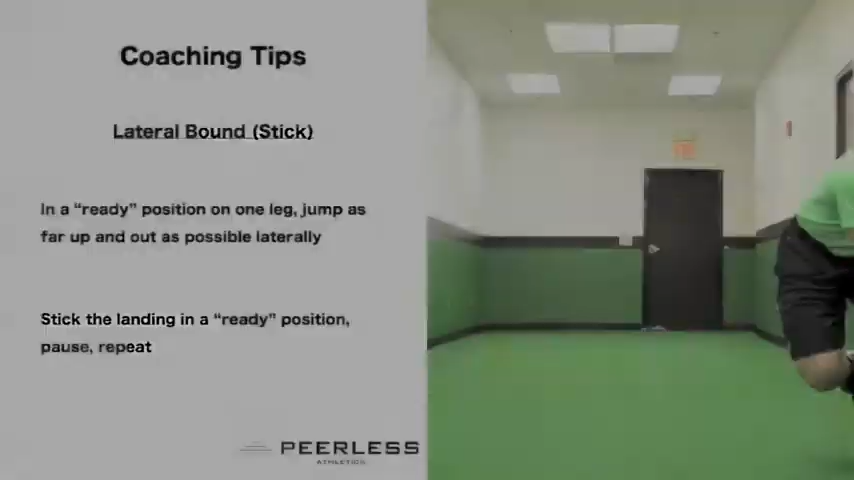 Coaching Tips
Lateral Bound (Stick)
In a “ready” position on one leg, jump as
far up and out as possible laterally
Stick the landing in a “ready” position,
pause, repeat
PEERLESS
ATHLETICS